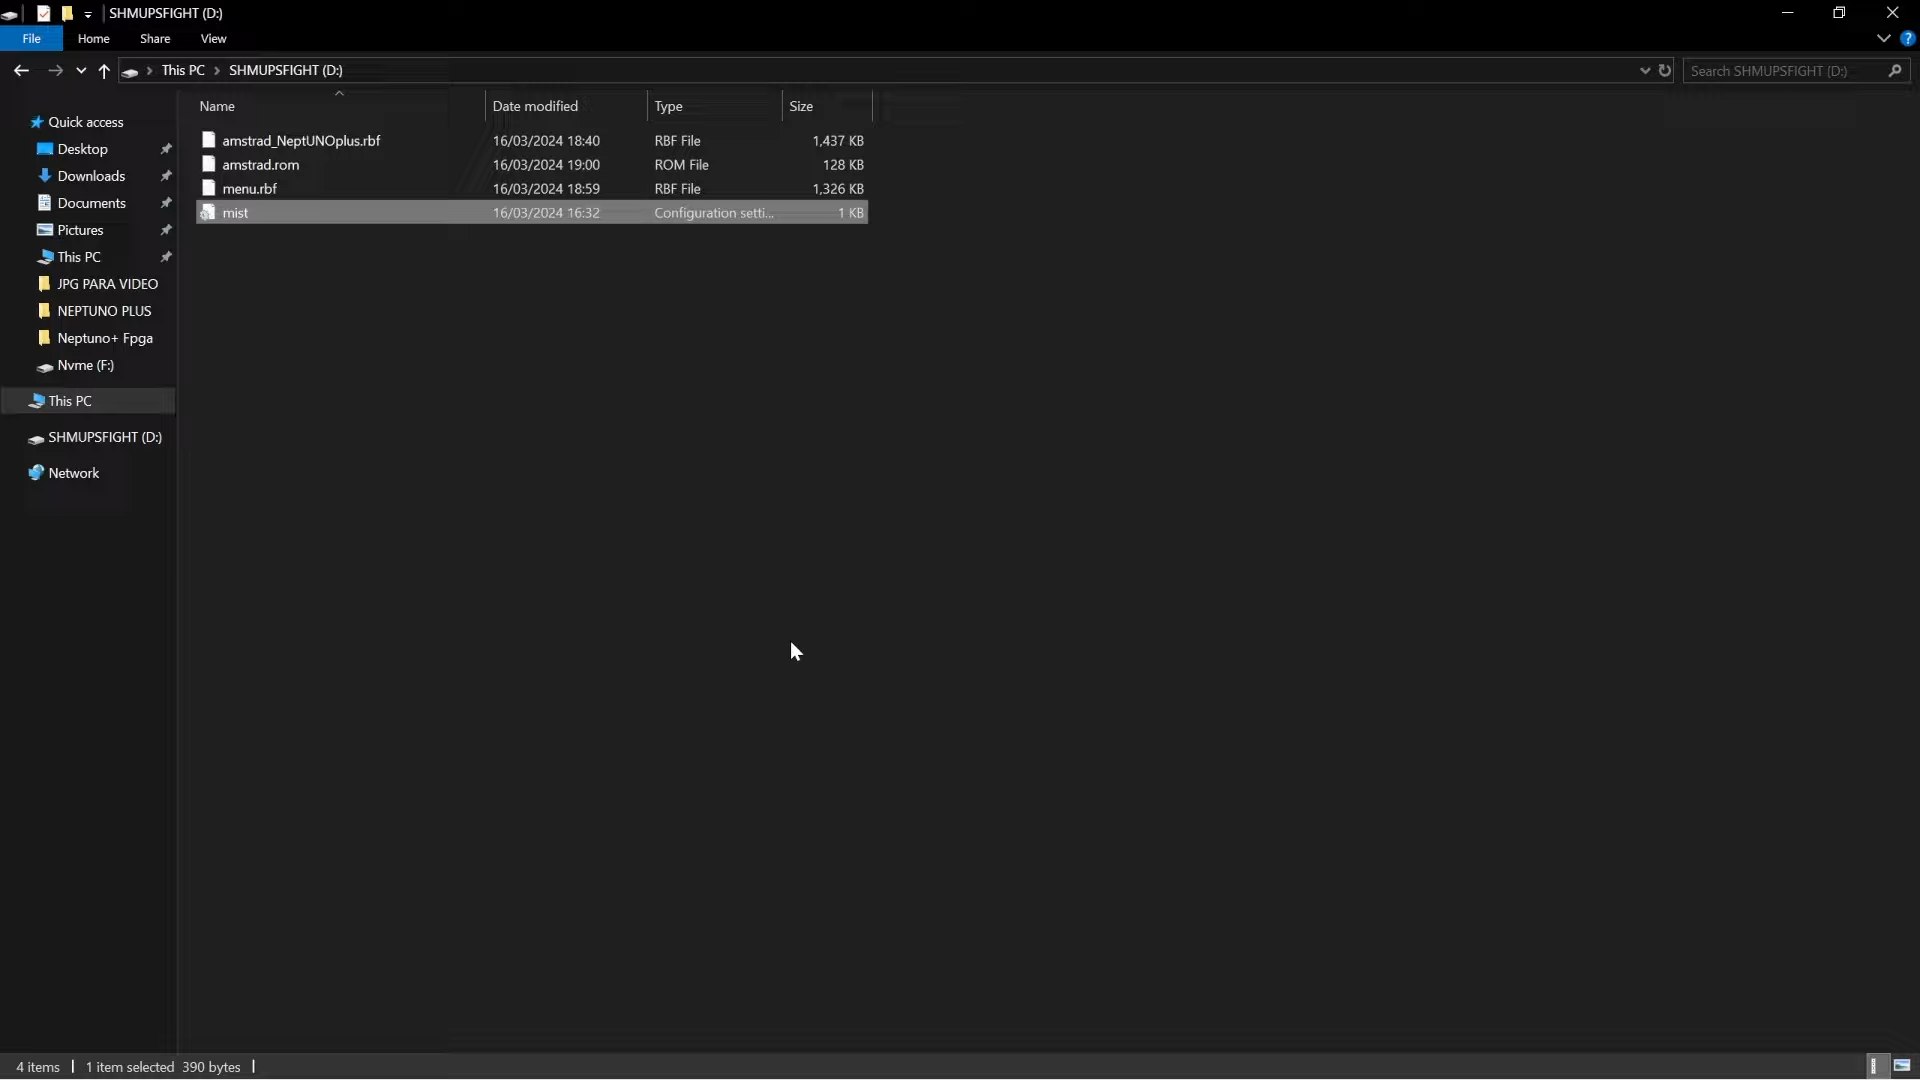 SHMUPSFIGHT (D:)
File Home Share View
This PC SHMUPSFIGHT (D:) Search SHMUPSFIGHT (D:)
Name Date modified Type Size
Quick access
Desktop
Downloads
Documents
Pictures
This PC
JPG PARA VIDEO
NEPTUNO PLUS
Neptuno+ Fpga
Nvme (F:)
This PC
SHMUPSFIGHT (D:)
Network
amstrad_NeptUNOplus.rbf 16/03/2024 18:40 RBF File 1,437 KB
amstrad.rom 16/03/2024 19:00 ROM File 128 KB
menu.rbf 16/03/2024 18:59 RBF File 1,326 KB
mist 16/03/2024 16:32 Configuration setti... 1 KB
4 items 1 item selected 390 bytes